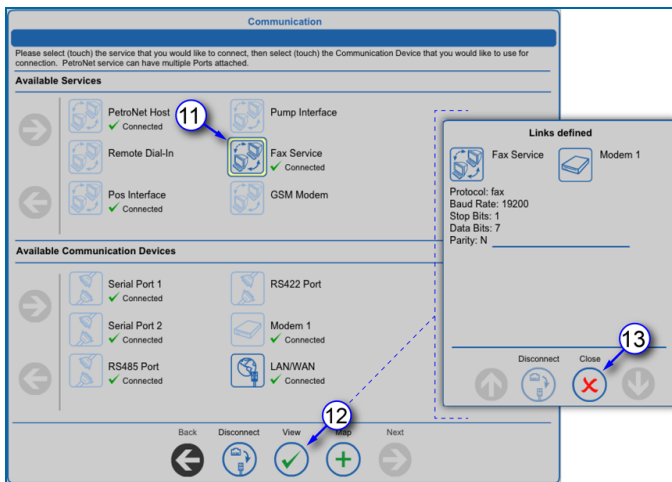 Communication
Please select (touch) the service that you would like to connect, then select (touch) the Communication Device that you would like to use for
connection. PetroNet service can have multiple Ports attached.
Available Services
PetroNet Host
Connected
11
Pump Interface
Remote Dial-In
Fax Service
Connected
Pos Interface
Connected
GSM Modem
Available Communication Devices
Serial Port 1
Connected
RS422 Port
Serial Port 2
Connected
Modem 1
Connected
RS485 Port
Connected
LAN/WAN
Connected
12
Back
Disconnect
View
Map
Next
Links defined
Fax Service
Modem 1
Protocol: fax
Baud Rate: 19200
Stop Bits: 1
Data Bits: 7
Parity: N
13
Disconnect
Close